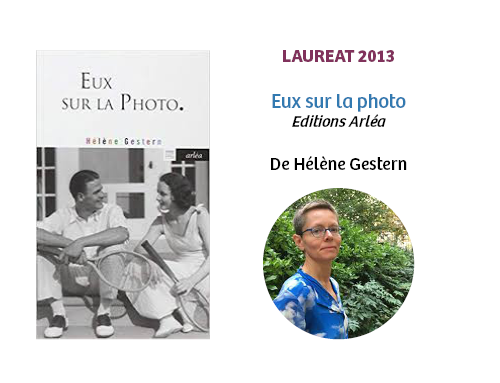 EUX
SUR LA PHOTO.
Hélène Gestern
arléa
LAUREAT 2013
Eux sur la photo
Editions Arléa
De Hélène Gestern